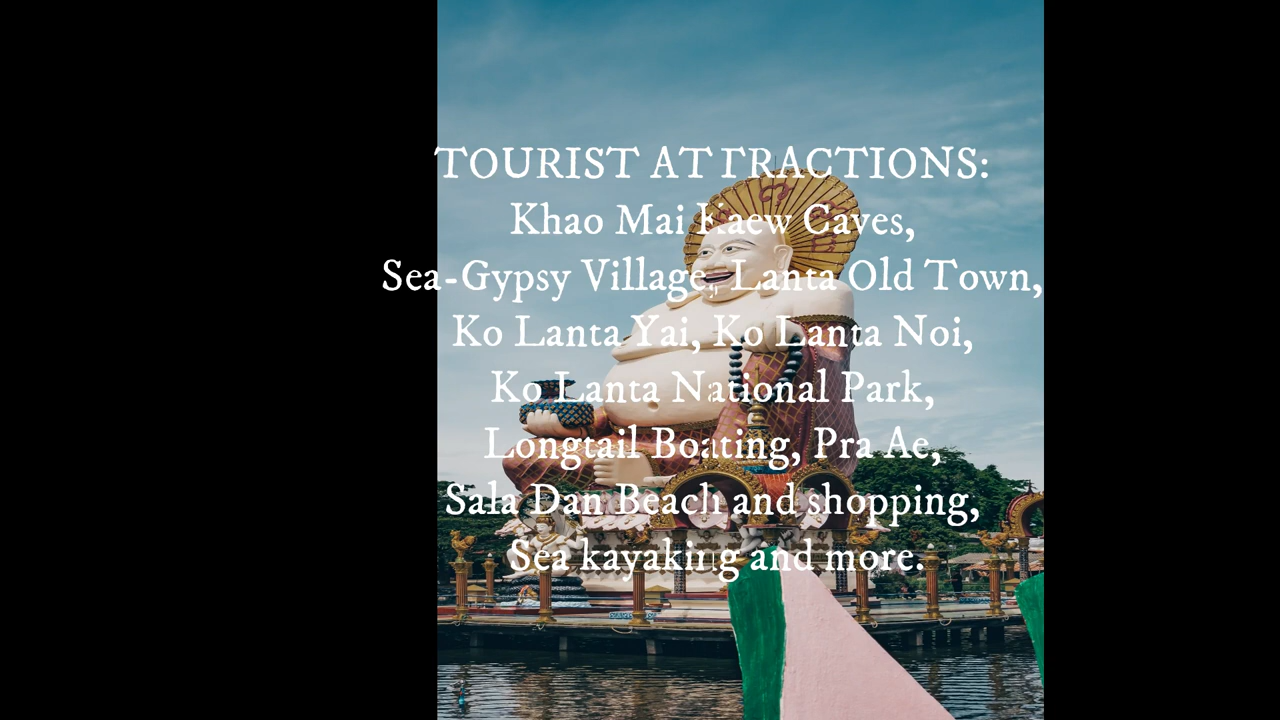 TOURIST ATTRACTIONS:
Khao Mai Kaew Caves,
Sea-Gypsy Village, Lanta Old Town,
Ko Lanta Yai, Ko Lanta Noi,
Ko Lanta National Park,
Longtail Boating, Pra Ae,
Sala Dan Beach and shopping,
Sea kayaking and more.